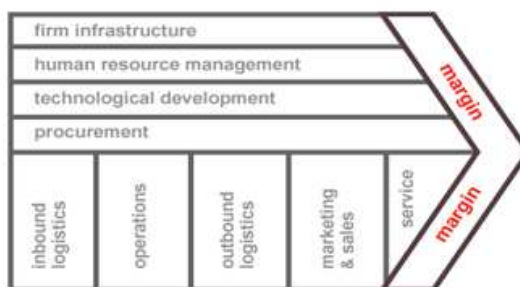 firm infrastructure
human resource management
technological development
procurement
inbound
logistics
operations
outbound
logistics
marketing
& sales
service
margin
margin